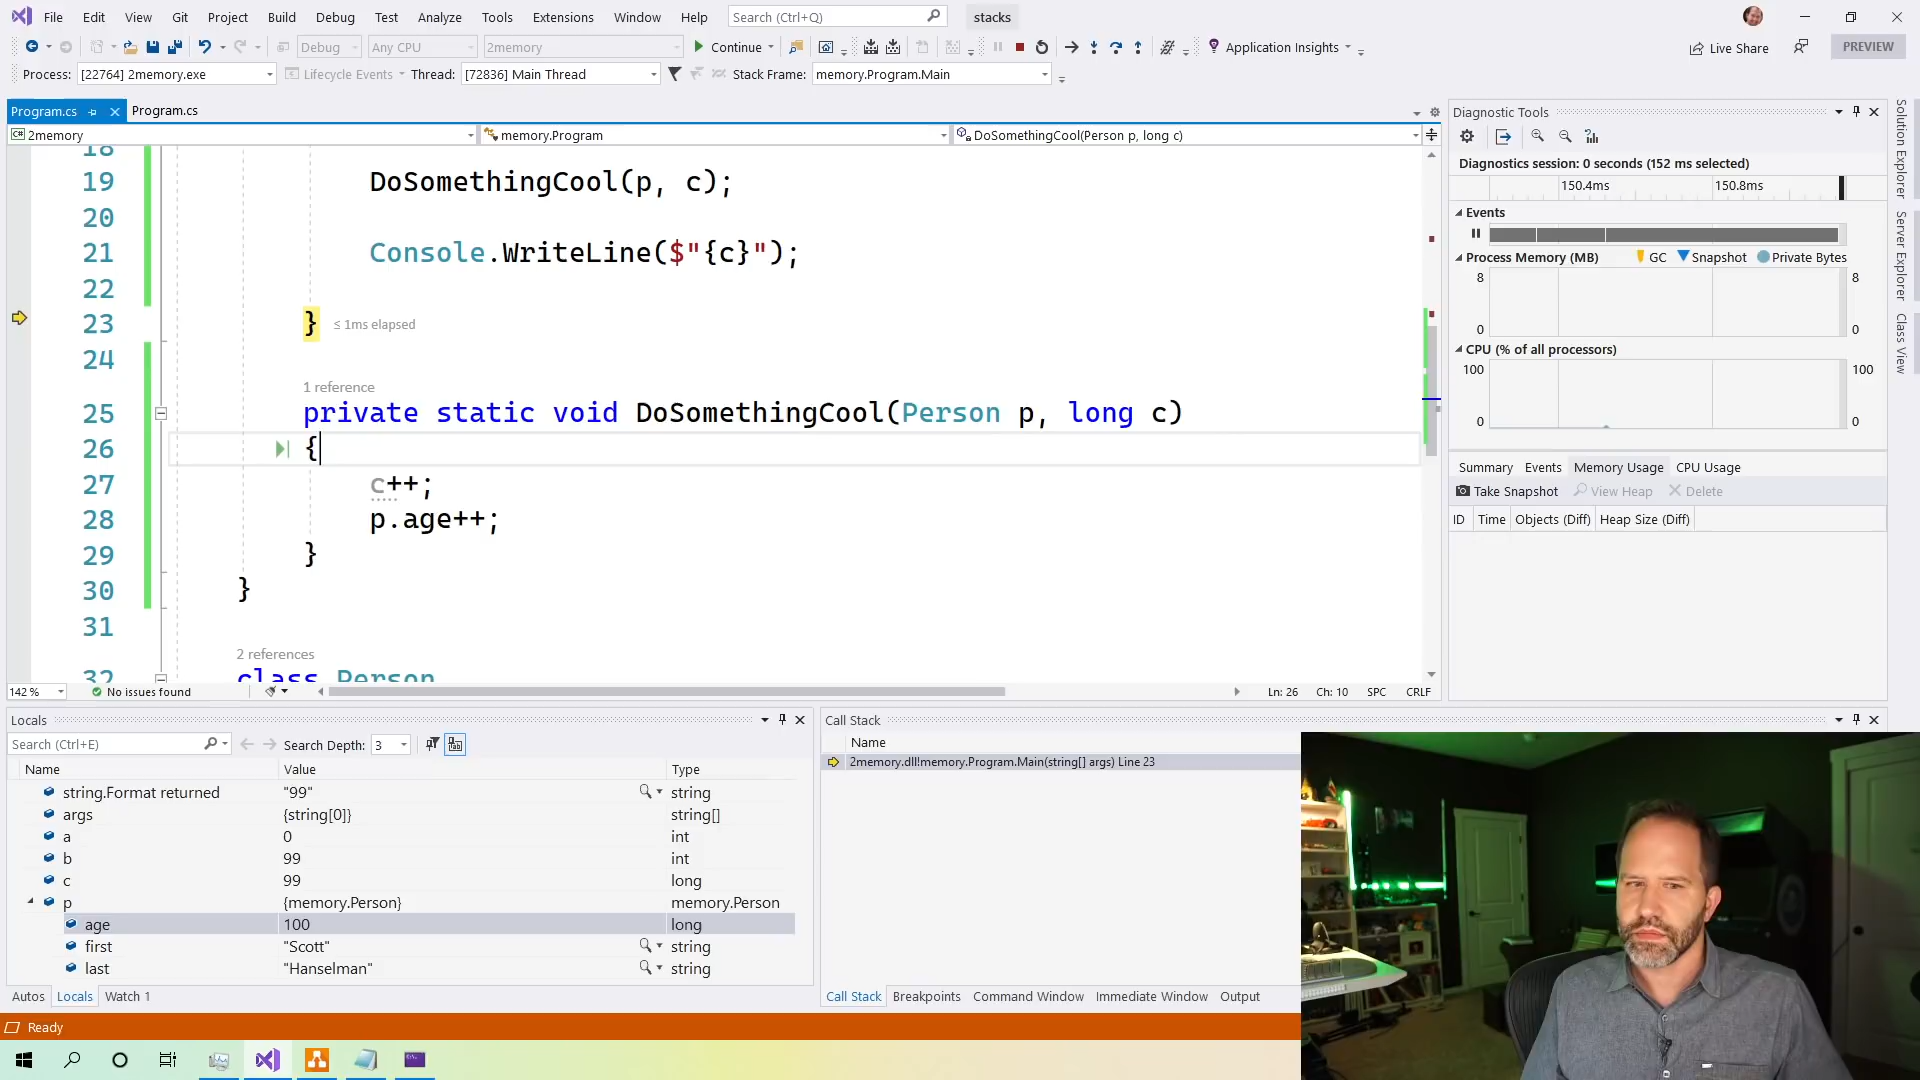 File Edit View Git Project Build Debug Test Analyze Tools Extensions Window Help Search (Ctrl+Q) stacks
Debug Any CPU 2memory Continue Application Insights Live Share PREVIEW
Process: [22764] 2memory.exe Lifecycle Events Thread: [72836] Main Thread Stack Frame: memory.Program.Main
Program.cs Program.cs
2memory memory.Program DoSomethingCool(Person p, long c)
18
19 DoSomethingCool(p, c);
20
21 Console.WriteLine($"{c}");
22
23 } ≤ 1ms elapsed
24
1 reference
25 private static void DoSomethingCool(Person p, long c)
26 {
27 c++;
28 p.age++;
29 }
30 }
31
2 references
32 class Person
142 % No issues found Ln: 26 Ch: 10 SPC CRLF
Diagnostic Tools
Diagnostics session: 0 seconds (152 ms selected)
150.4ms 150.8ms
Events
Process Memory (MB) GC Snapshot Private Bytes
8 8
0 0
CPU (% of all processors)
100 100
0 0
Summary Events Memory Usage CPU Usage
Take Snapshot View Heap Delete
ID Time Objects (Diff) Heap Size (Diff)
Solution Explorer
Server Explorer
Class View
Locals
Search (Ctrl+E) Search Depth: 3
Name Value Type
string.Format returned "99" string
args {string[0]} string[]
a 0 int
b 99 int
c 99 long
p {memory.Person} memory.Person
age 100 long
first "Scott" string
last "Hanselman" string
Autos Locals Watch 1
Call Stack
Name
2memory.dll!memory.Program.Main(string[] args) Line 23
Call Stack Breakpoints Command Window Immediate Window Output
Ready